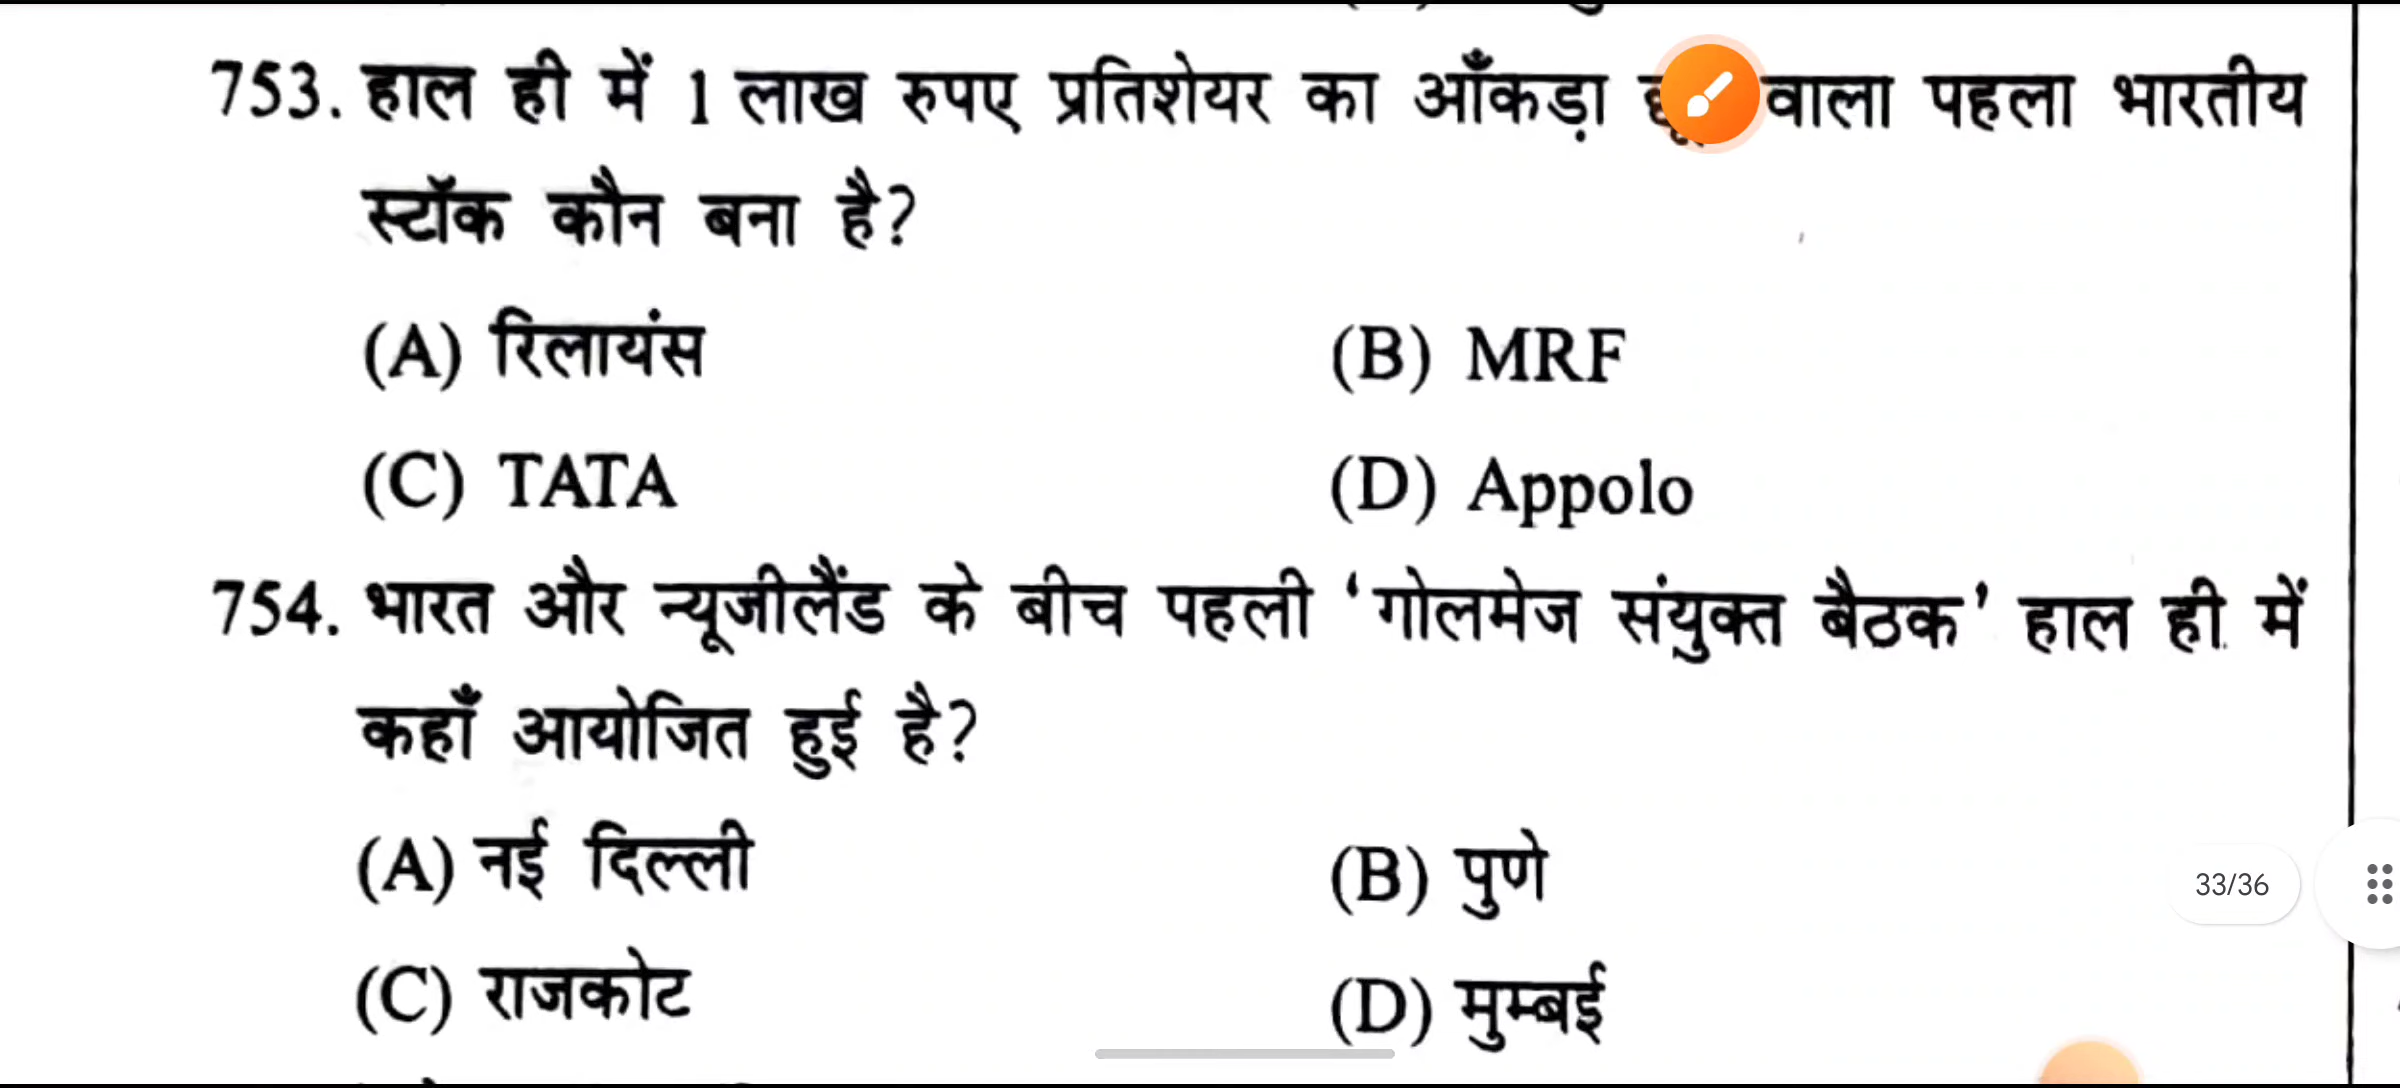 753. हाल ही में 1 लाख रुपए प्रतिशेयर का आँकड़ा वाला पहला भारतीय
स्टॉक कौन बना है?
(A) रिलायंस (B) MRF
(C) TATA (D) Appolo
754. भारत और न्यूजीलैंड के बीच पहली ‘गोलमेज संयुक्त बैठक’ हाल ही में
कहाँ आयोजित हुई है?
(A) नई दिल्ली (B) पुणे
33/36
(C) राजकोट (D) मुम्बई